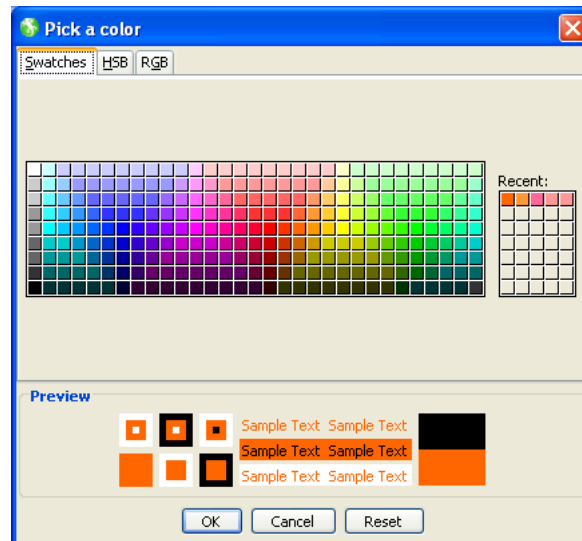 Pick a color
Swatches HSB RGB
Recent:
Preview
Sample Text Sample Text
Sample Text Sample Text
Sample Text Sample Text
OK Cancel Reset